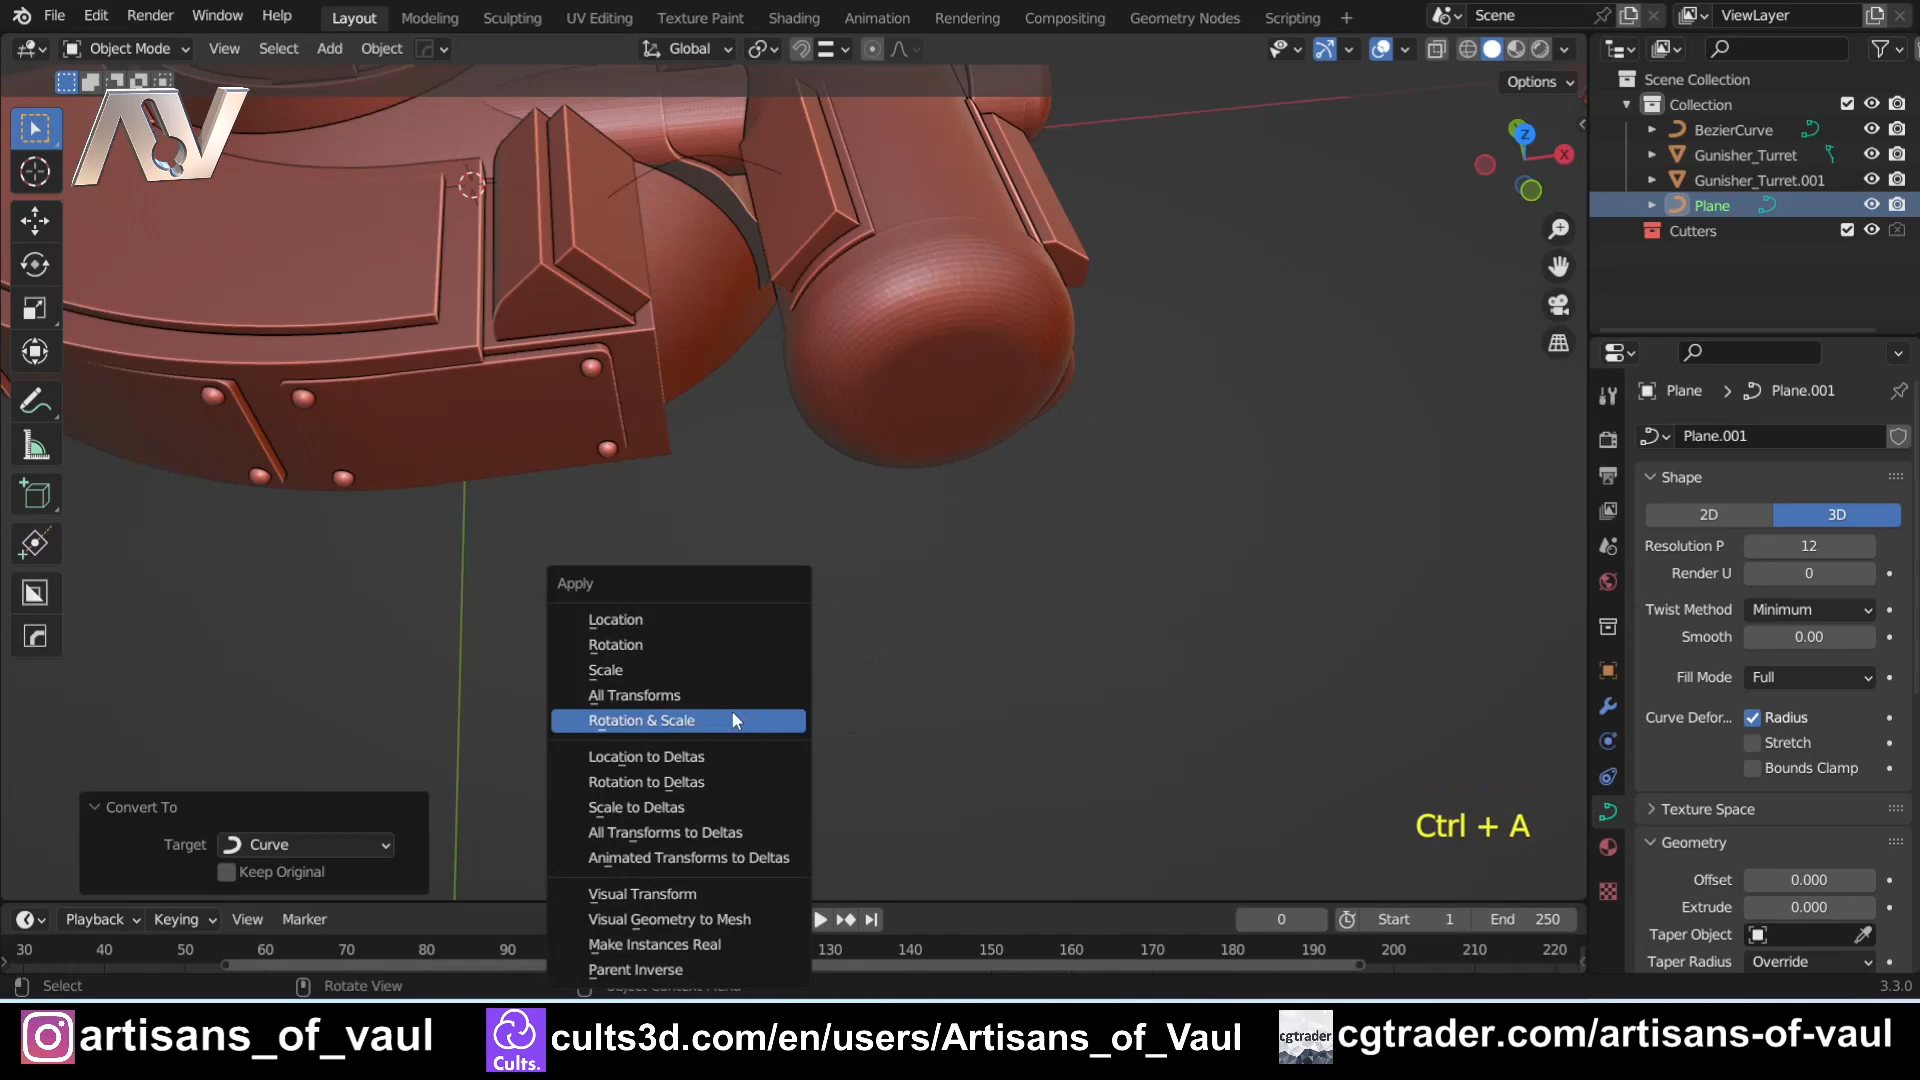 File Edit Render Window Help Layout Modeling Sculpting UV Editing Texture Paint Shading Animation Rendering Compositing Geometry Nodes Scripting + Scene ViewLayer
Object Mode View Select Add Object Global
Options
AV
Z
X
Scene Collection
Collection
BezierCurve
Gunisher_Turret
Gunisher_Turret.001
Plane
Cutters
Plane > Plane.001
Plane.001
Shape
2D 3D
Resolution P 12
Render U 0
Twist Method Minimum
Smooth 0.00
Fill Mode Full
Curve Defor... Radius
Stretch
Bounds Clamp
Texture Space
Geometry
Offset 0.000
Extrude 0.000
Taper Object
Taper Radius Override
Apply
Location
Rotation
Scale
All Transforms
Rotation & Scale
Location to Deltas
Rotation to Deltas
Scale to Deltas
All Transforms to Deltas
Animated Transforms to Deltas
Visual Transform
Visual Geometry to Mesh
Make Instances Real
Parent Inverse
Convert To
Target Curve
Keep Original
Ctrl + A
Playback Keying View Marker 0 Start 1 End 250
30 40 50 60 70 80 90 130 140 150 160 170 180 190 200 210 220
Select Rotate View Object Context Menu 3.3.0
artisans_of_vaul Cults. cults3d.com/en/users/Artisans_of_Vaul cgtrader cgtrader.com/artisans-of-vaul